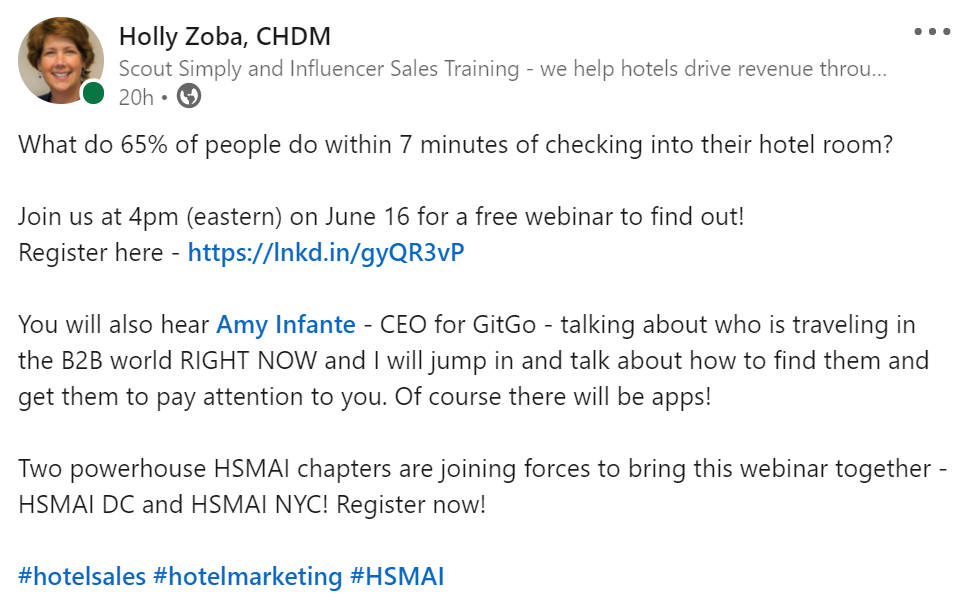 Holly Zoba, CHDM
Scout Simply and Influencer Sales Training - we help hotels drive revenue throu...
20h •
What do 65% of people do within 7 minutes of checking into their hotel room?
Join us at 4pm (eastern) on June 16 for a free webinar to find out!
Register here - https://lnkd.in/gyQR3vP
You will also hear Amy Infante - CEO for GitGo - talking about who is traveling in
the B2B world RIGHT NOW and I will jump in and talk about how to find them and
get them to pay attention to you. Of course there will be apps!
Two powerhouse HSMAI chapters are joining forces to bring this webinar together -
HSMAI DC and HSMAI NYC! Register now!
#hotelsales #hotelmarketing #HSMAI